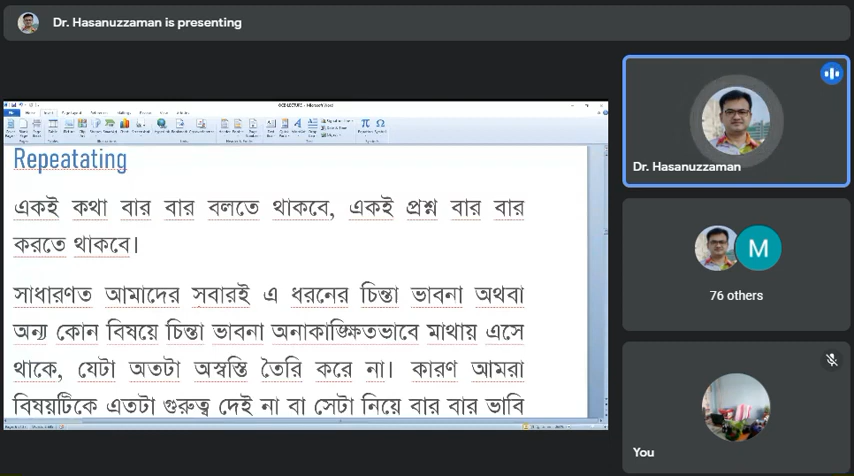 Dr. Hasanuzzaman is presenting
Repeatating
একই কথা বার বার বলতে থাকবে, একই প্রশ্ন বার বার
করতে থাকবে।
সাধারণত আমাদের সবারই এ ধরনের চিন্তা ভাবনা অথবা
অন্য কোন বিষয়ে চিন্তা ভাবনা অনাকাঙ্ক্ষিতভাবে মাথায় এসে
থাকে, যেটা অতটা অস্বস্তি তৈরি করে না। কারণ আমরা
বিষয়টিকে এতটা গুরুত্ব দেই না বা সেটা নিয়ে বার বার ভাবি
Dr. Hasanuzzaman
M
76 others
You